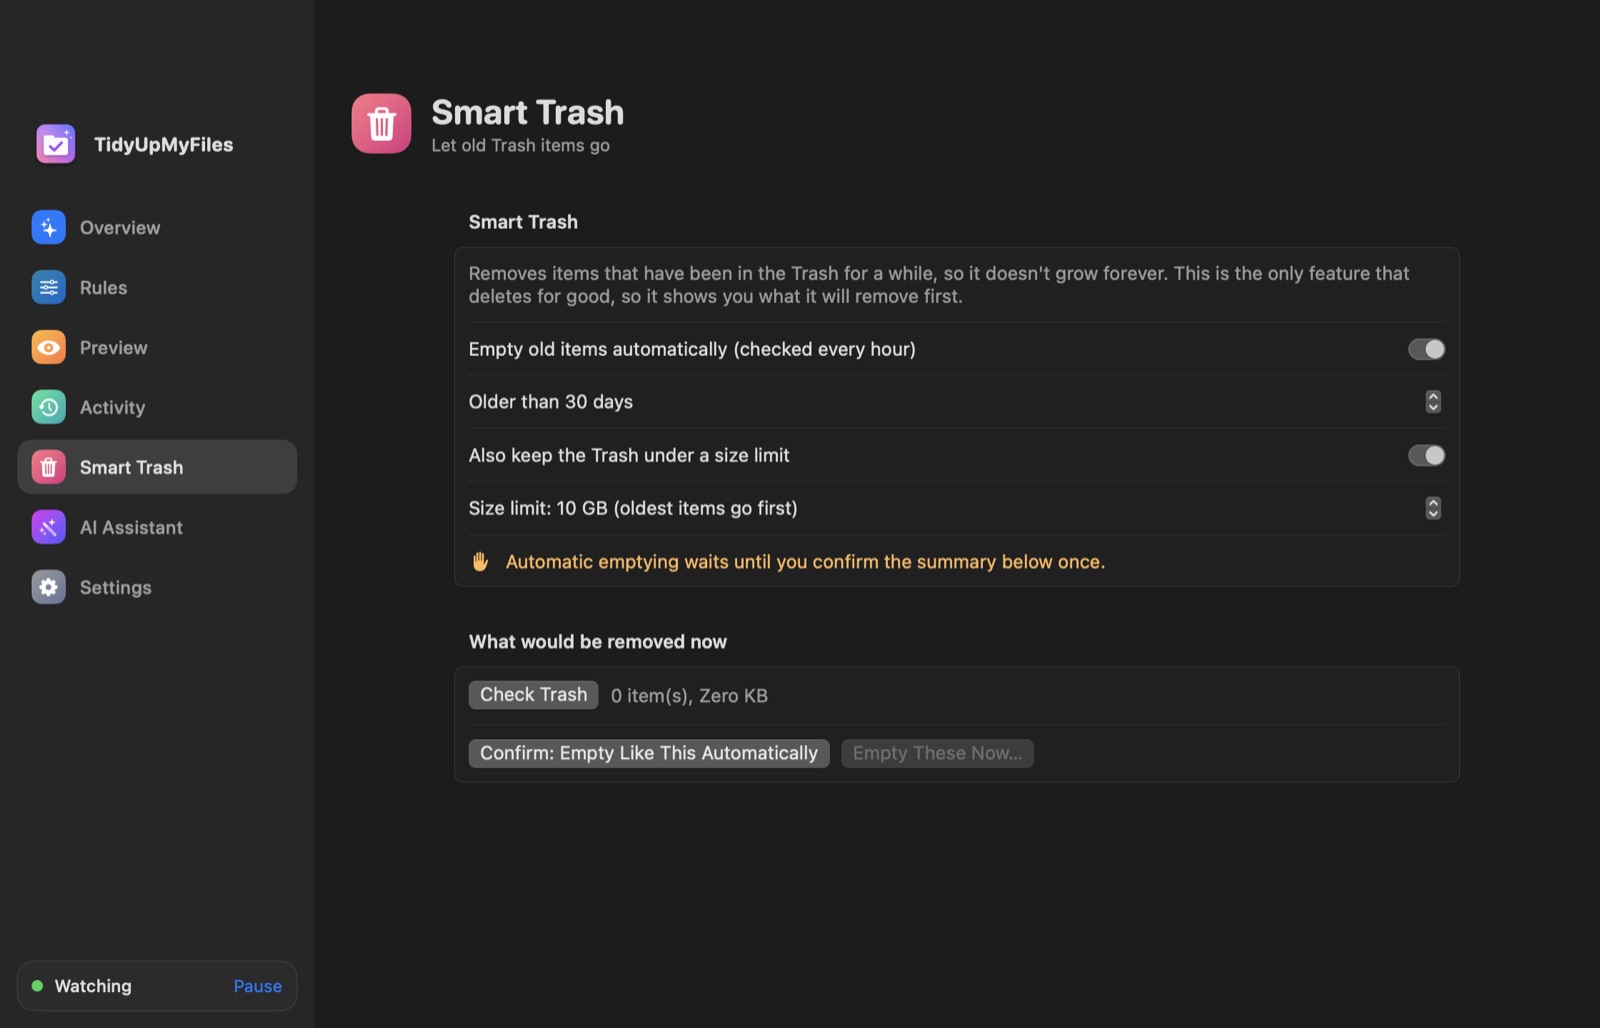 TidyUpMyFiles
Overview
Rules
Preview
Activity
Smart Trash
AI Assistant
Settings
Watching
Pause
Smart Trash
Let old Trash items go
Smart Trash
Removes items that have been in the Trash for a while, so it doesn't grow forever. This is the only feature that
deletes for good, so it shows you what it will remove first.
Empty old items automatically (checked every hour)
Older than 30 days
Also keep the Trash under a size limit
Size limit: 10 GB (oldest items go first)
Automatic emptying waits until you confirm the summary below once.
What would be removed now
Check Trash
0 item(s), Zero KB
Confirm: Empty Like This Automatically
Empty These Now...